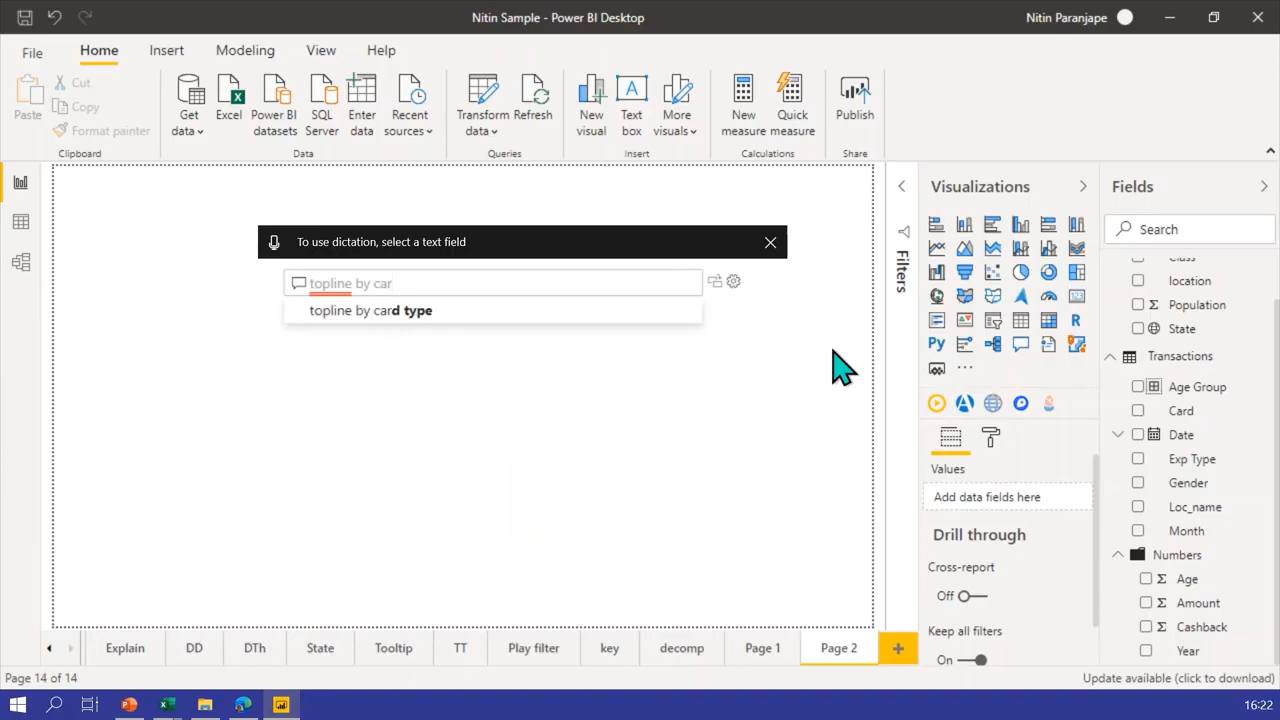 Nitin Sample - Power BI Desktop
Nitin Paranjape
File Home Insert Modeling View Help
Paste
Cut
Copy
Format painter
Clipboard
Get data
Excel
Power BI datasets
SQL Server
Enter data
Recent sources
Data
Transform data
Refresh
Queries
New visual
Text box
More visuals
Insert
New measure
Quick measure
Calculations
Publish
Share
To use dictation, select a text field
topline by car
topline by card type
Filters
Visualizations
R
Py
Values
Add data fields here
Drill through
Cross-report
Off
Keep all filters
On
Fields
Search
location
Population
State
Transactions
Age Group
Card
Date
Exp Type
Gender
Loc_name
Month
Numbers
Age
Amount
Cashback
Year
Explain DD DTh State Tooltip TT Play filter key decomp Page 1 Page 2
Page 14 of 14
Update available (click to download)
16:22